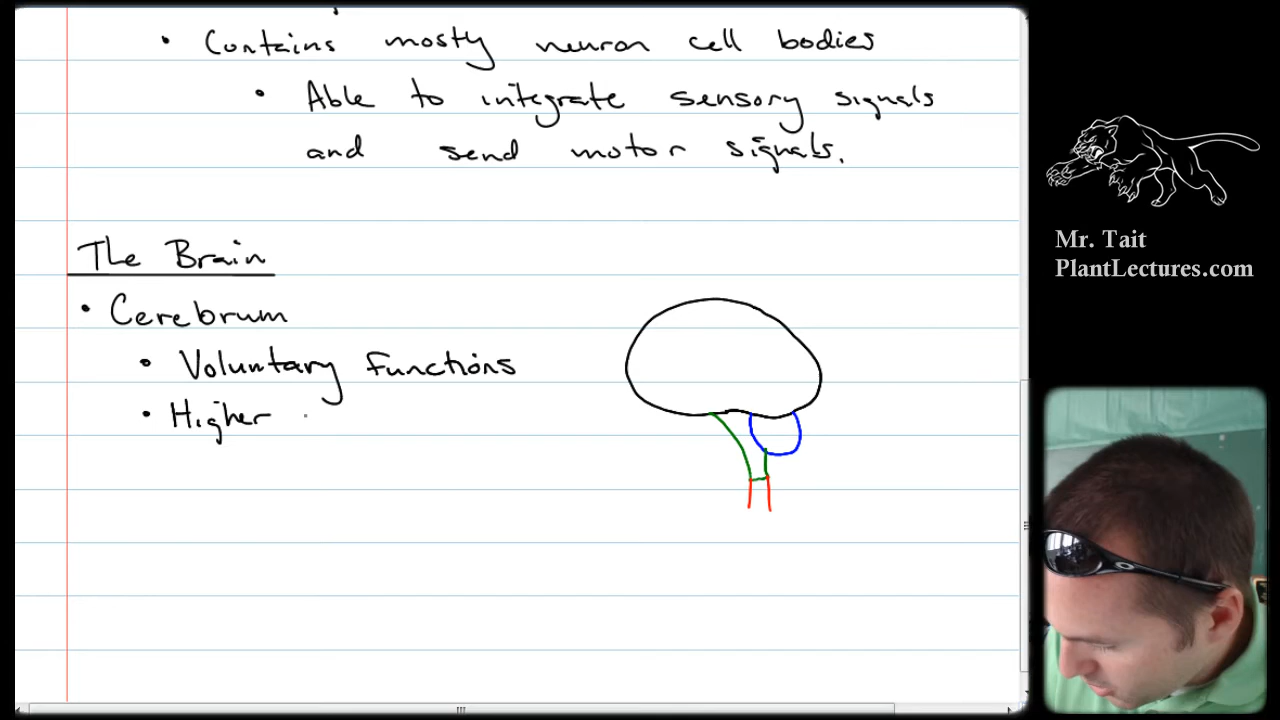 • Contains mosty neuron cell bodies
• Able to integrate sensory signals
and send motor signals.
The Brain
• Cerebrum
• Voluntary functions
• Higher
Mr. Tait
PlantLectures.com